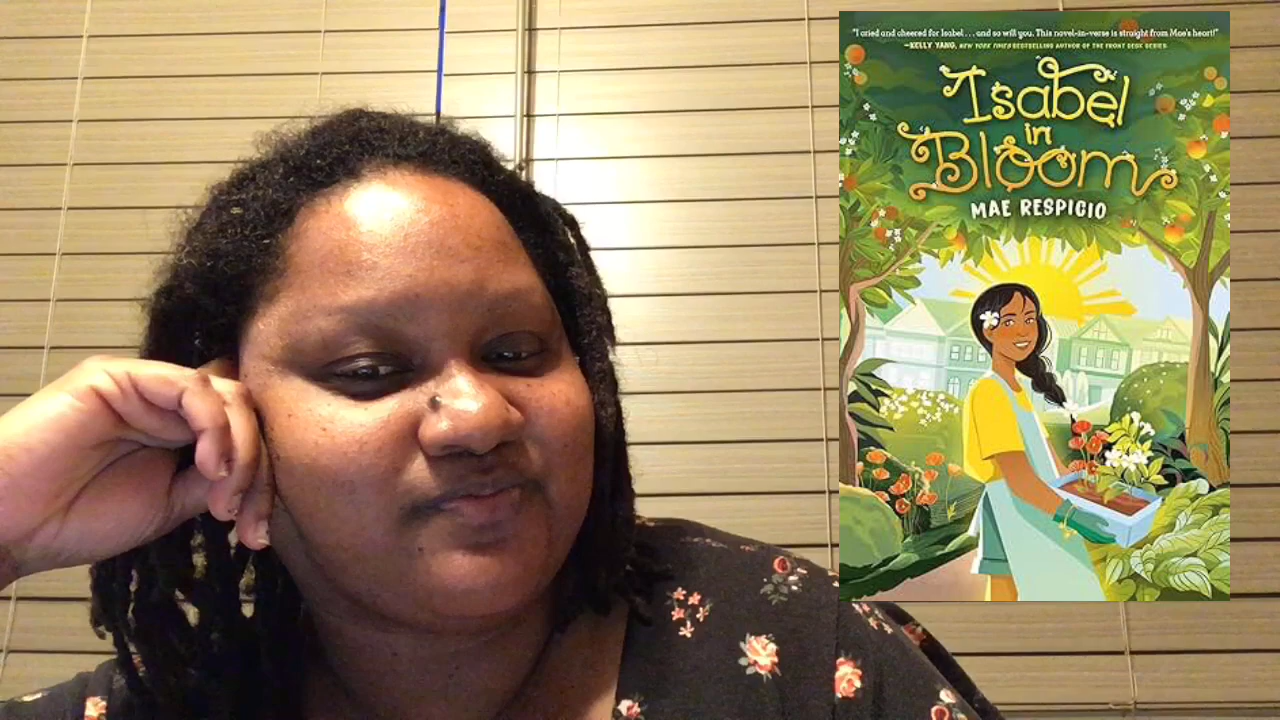 "I cried and cheered for Isabel . . . and so will you. This novel-in-verse is straight from Mae's heart!"
—KELLY YANG, NEW YORK TIMES BESTSELLING AUTHOR OF THE FRONT DESK SERIES
Isabel
in
Bloom
MAE RESPICIO